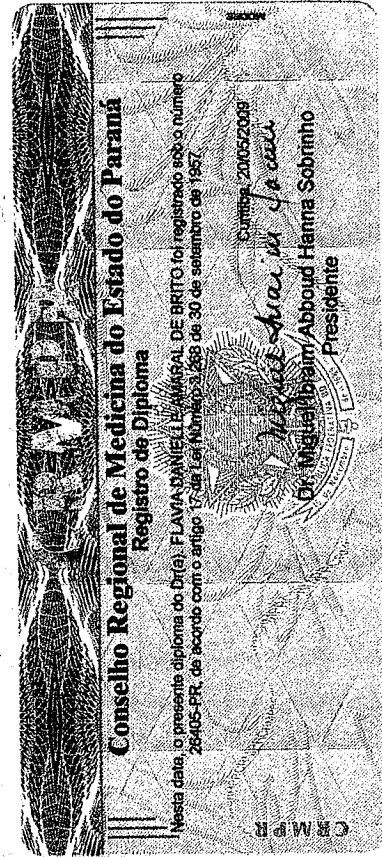 CRMPR
Conselho Regional de Medicina do Estado do Paraná
Registro de Diploma
Nesta data, o presente diploma do Dr(a). FLAVIA DANIELLE AMARAL DE BRITO foi registrado sob o número
26405-PR, de acordo com o artigo 17 da Lei Número 3.268 de 30 de setembro de 1957.
Curitiba, 20/05/2009
Dr. Miguel Ibraim Abboud Hanna Sobrinho
Presidente
CRMPR